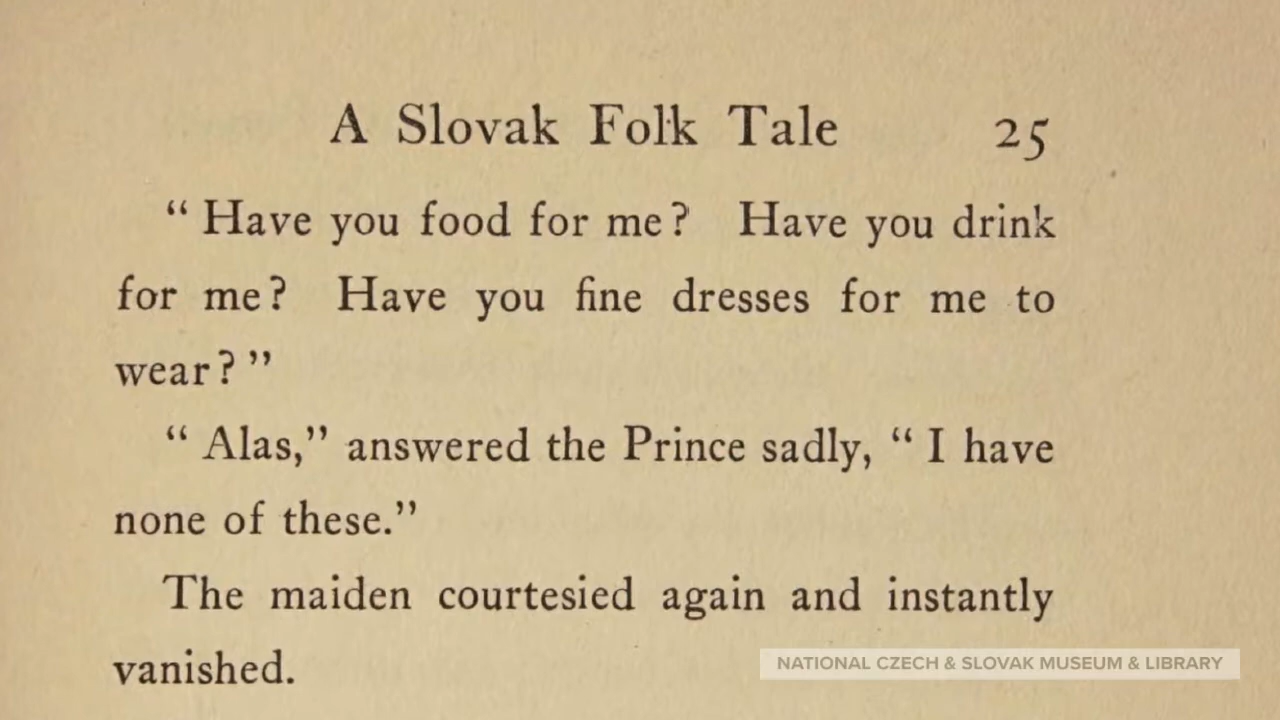 A Slovak Folk Tale 25
“ Have you food for me ? Have you drink
for me ? Have you fine dresses for me to
wear ? ”
“ Alas,” answered the Prince sadly, “ I have
none of these.”
The maiden courtesied again and instantly
vanished.
NATIONAL CZECH & SLOVAK MUSEUM & LIBRARY